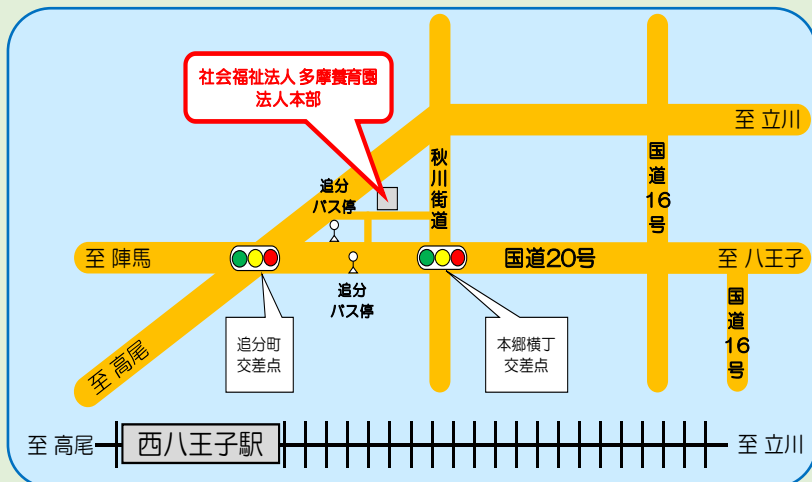 社会福祉法人 多摩養育園
法人本部
至 立川
秋川街道
国道16号
追分
バス停
至 陣馬
国道20号
至 八王子
追分
バス停
国道16号
追分町
交差点
本郷横丁
交差点
至 高尾
至 高尾
西八王子駅
至 立川